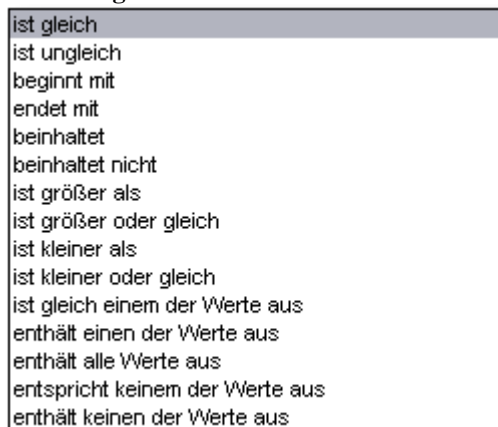 ist gleich
ist ungleich
beginnt mit
endet mit
beinhaltet
beinhaltet nicht
ist größer als
ist größer oder gleich
ist kleiner als
ist kleiner oder gleich
ist gleich einem der Werte aus
enthält einen der Werte aus
enthält alle Werte aus
entspricht keinem der Werte aus
enthält keinen der Werte aus